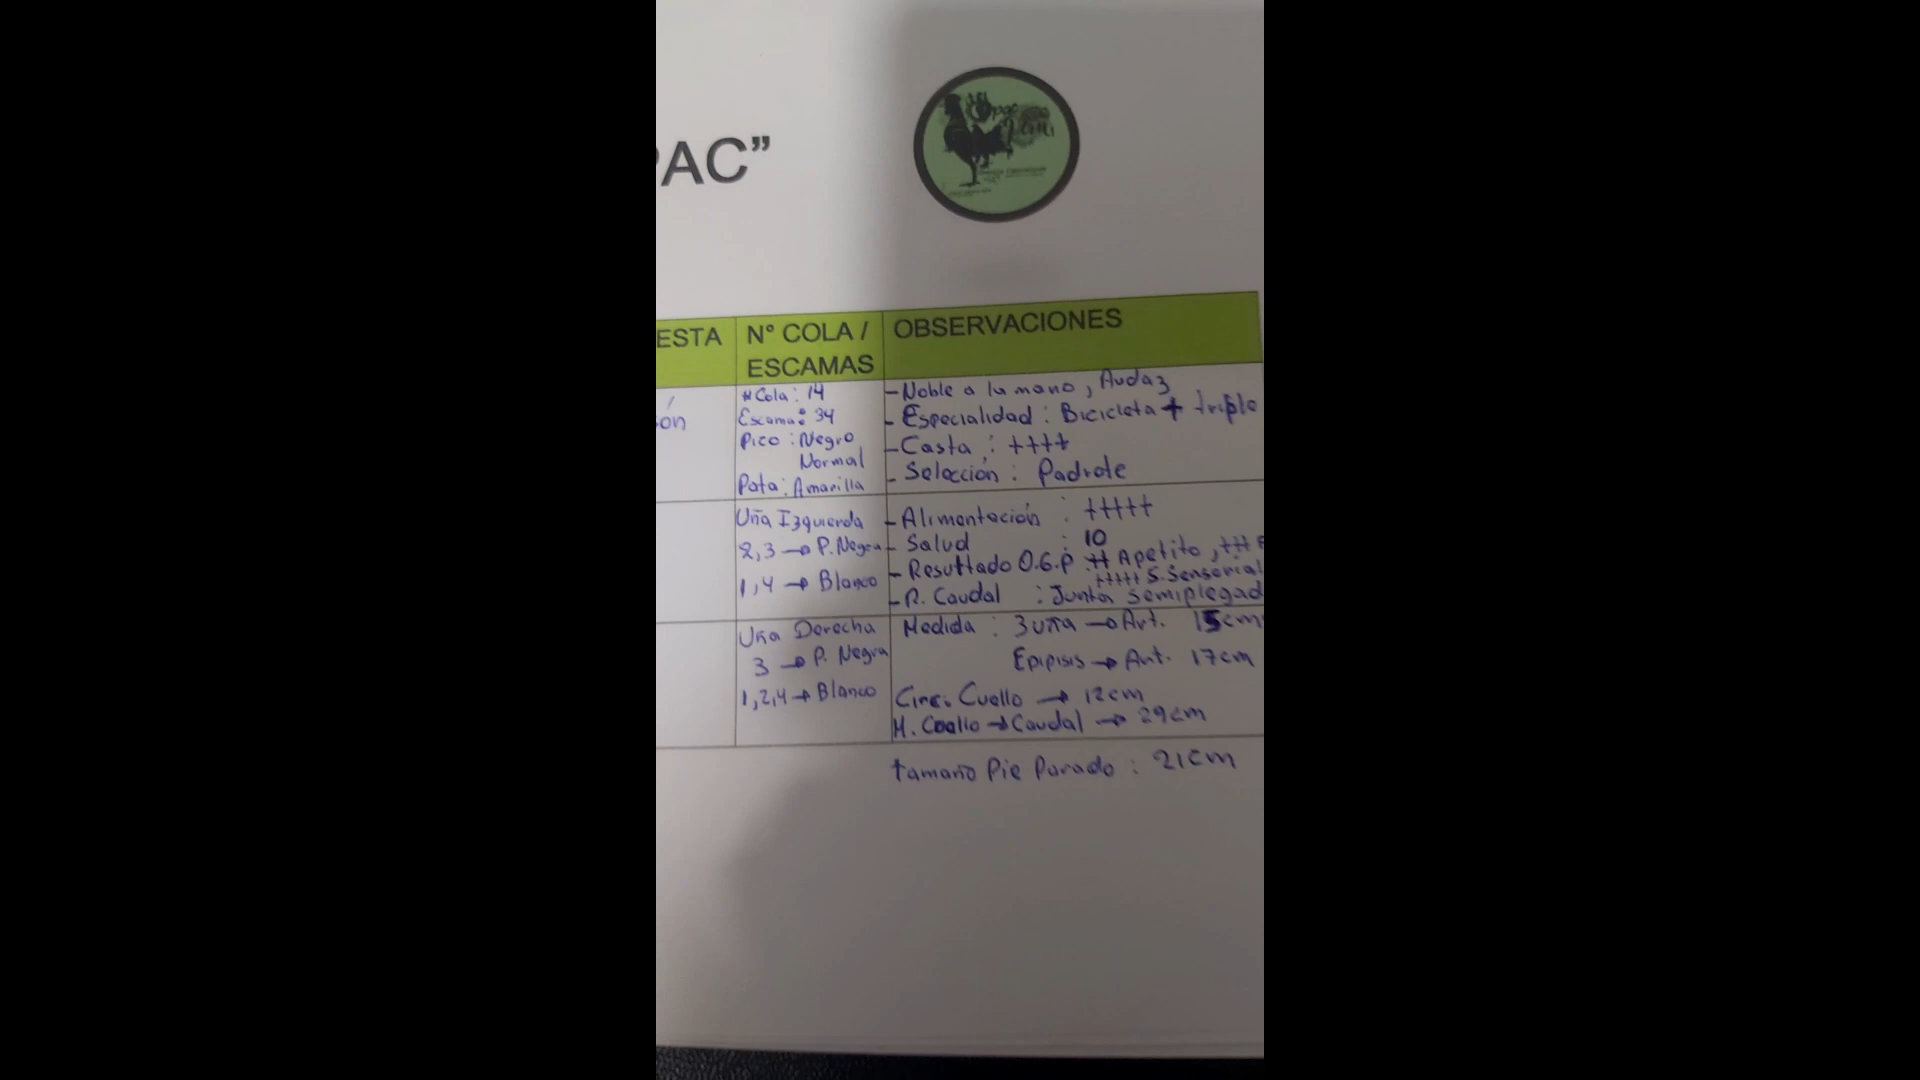 AC”
ESTA
N° COLA / ESCAMAS
OBSERVACIONES
ón
# Cola: 14
Escama: 34
Pico: Negro
Normal
Pata: Amarilla
- Noble a la mano, Audaz
- Especialidad: Bicicleta + triple
- Casta: ++++
- Selección: Padrote
Uña Izquierda
2,3 → P. Negra
1,4 → Blanco
- Alimentación: +++++
- Salud: 10
- Resultado O.G.P: ++ Apetito, +++
+++++ S. Sensorial
- R. Caudal: Junta semiplegad
Uña Derecha
3 → P. Negra
1,2,4 → Blanco
Medida: 3 uña → Art. 15cm
Epipisis → Ant. 17cm
Circ. Cuello → 12cm
M. Coallo → Caudal → 29cm
tamaño Pie Parado: 21cm